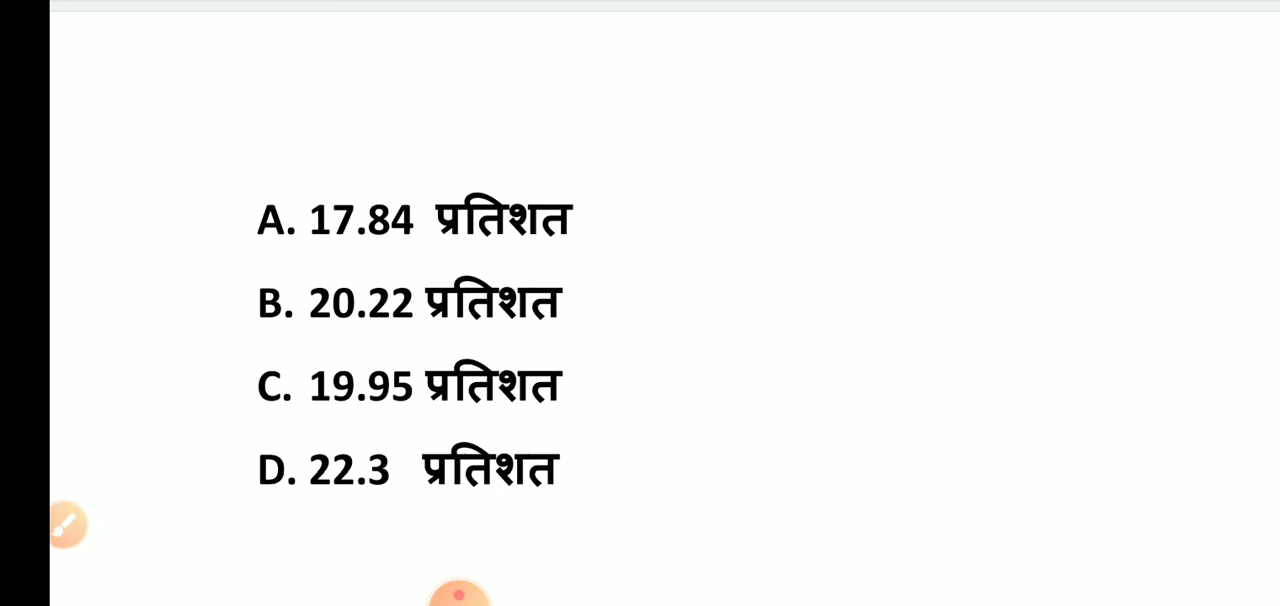 A. 17.84 प्रतिशत
B. 20.22 प्रतिशत
C. 19.95 प्रतिशत
D. 22.3 प्रतिशत